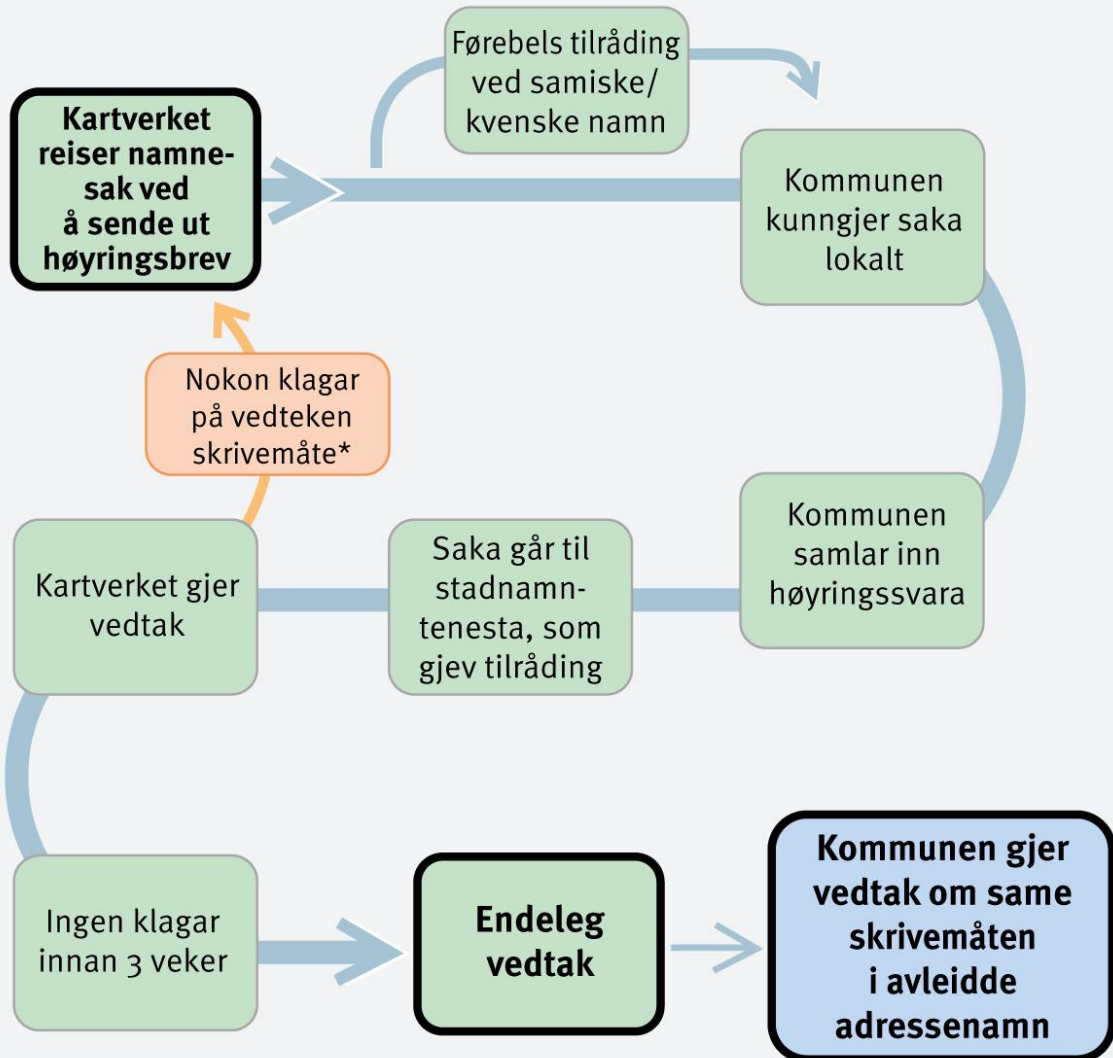 Førebels tilråding
ved samiske/
kvenske namn
Kartverket
reiser namne-
sak ved
å sende ut
høyringsbrev
Kommunen
kunngjer saka
lokalt
Nokon klagar
på vedteken
skrivemåte*
Kommunen
samlar inn
høyringssvara
Saka går til
stadnamn-
tenesta, som
gjev tilråding
Kartverket gjer
vedtak
Ingen klagar
innan 3 veker
Endeleg
vedtak
Kommunen gjer
vedtak om same
skrivemåten
i avleidde
adressenamn